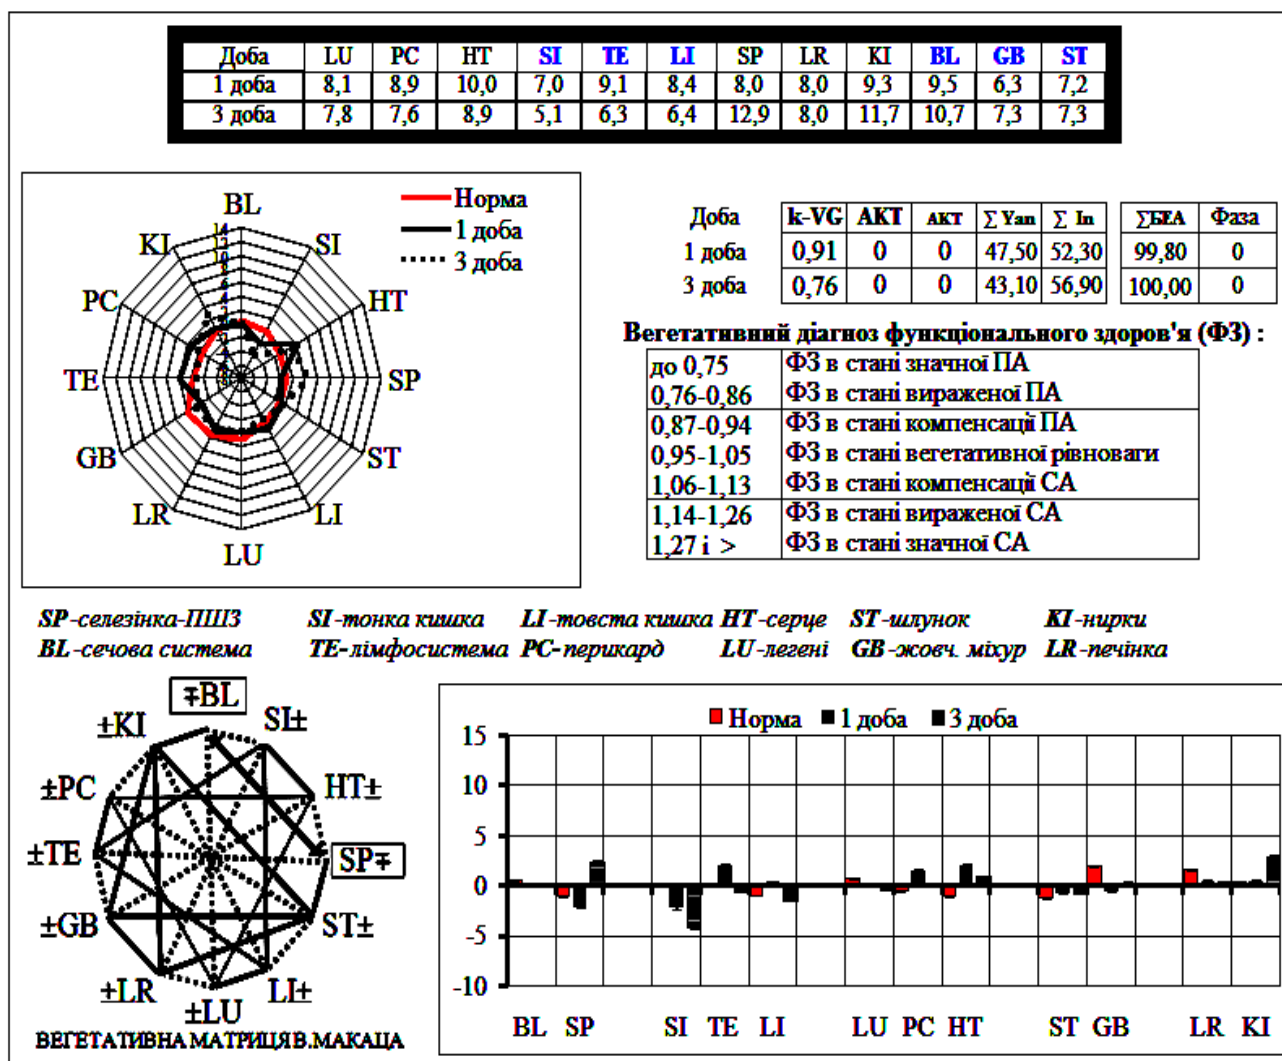 Доба LU PC HT SI TE LI SP LR KI BL GB ST
1 доба 8,1 8,9 10,0 7,0 9,1 8,4 8,0 8,0 9,3 9,5 6,3 7,2
3 доба 7,8 7,6 8,9 5,1 6,3 6,4 12,9 8,0 11,7 10,7 7,3 7,3
Норма
1 доба
3 доба
BL
SI
HT
SP
ST
LI
LU
LR
GB
TE
PC
KI
14
12
10
8
6
4
Доба k-VG АКТ АКТ ∑ Yan ∑ In ∑БЕА Фаза
1 доба 0,91 0 0 47,50 52,30 99,80 0
3 доба 0,76 0 0 43,10 56,90 100,00 0
Вегетативний діагноз функціонального здоров'я (ФЗ) :
до 0,75 ФЗ в стані значної ПА
0,76-0,86 ФЗ в стані вираженої ПА
0,87-0,94 ФЗ в стані компенсації ПА
0,95-1,05 ФЗ в стані вегетативної рівноваги
1,06-1,13 ФЗ в стані компенсації СА
1,14-1,26 ФЗ в стані вираженої СА
1,27 і > ФЗ в стані значної СА
SP-селезінка-ПШЗ SI-тонка кишка LI-товста кишка HT-серце ST-шлунок KI-нирки
BL-сечова система TE-лімфосистема PC-перикард LU-легені GB-жовч. міхур LR-печінка
∓BL
SI±
HT±
SP∓
ST±
LI±
±LU
±LR
±GB
±TE
±PC
±KI
ВЕГЕТАТИВНА МАТРИЦЯ В.МАКАЦА
Норма 1 доба 3 доба
15
10
5
0
-5
-10
BL SP SI TE LI LU PC HT ST GB LR KI